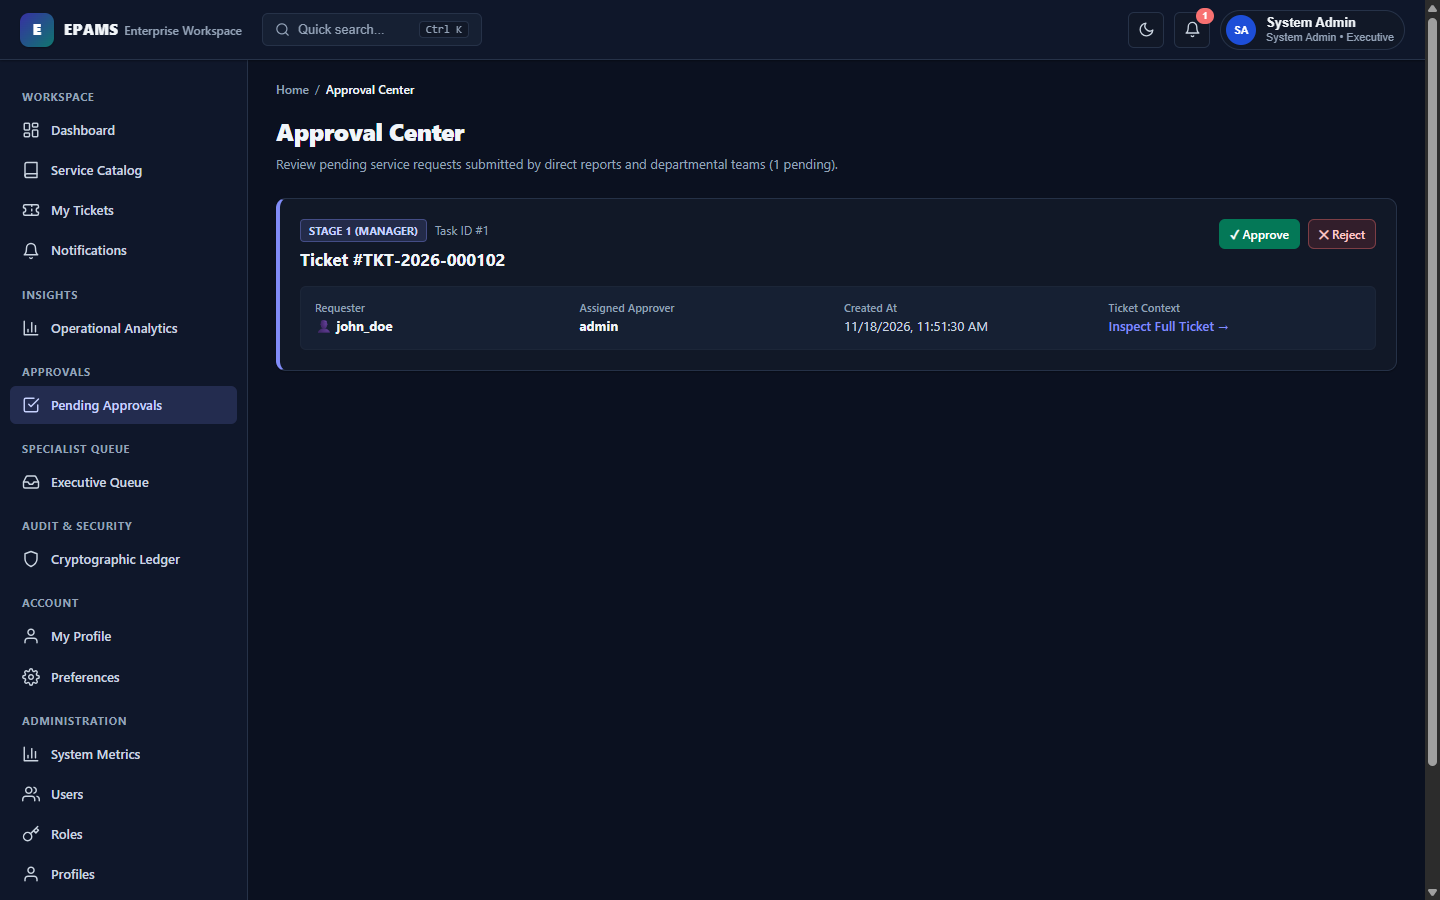 E EPAMS Enterprise Workspace
Quick search... Ctrl K
1
SA System Admin
System Admin • Executive
WORKSPACE
Dashboard
Service Catalog
My Tickets
Notifications
INSIGHTS
Operational Analytics
APPROVALS
Pending Approvals
SPECIALIST QUEUE
Executive Queue
AUDIT & SECURITY
Cryptographic Ledger
ACCOUNT
My Profile
Preferences
ADMINISTRATION
System Metrics
Users
Roles
Profiles
Home / Approval Center
Approval Center
Review pending service requests submitted by direct reports and departmental teams (1 pending).
STAGE 1 (MANAGER) Task ID #1
✓ Approve ✕ Reject
Ticket #TKT-2026-000102
Requester
john_doe
Assigned Approver
admin
Created At
11/18/2026, 11:51:30 AM
Ticket Context
Inspect Full Ticket →